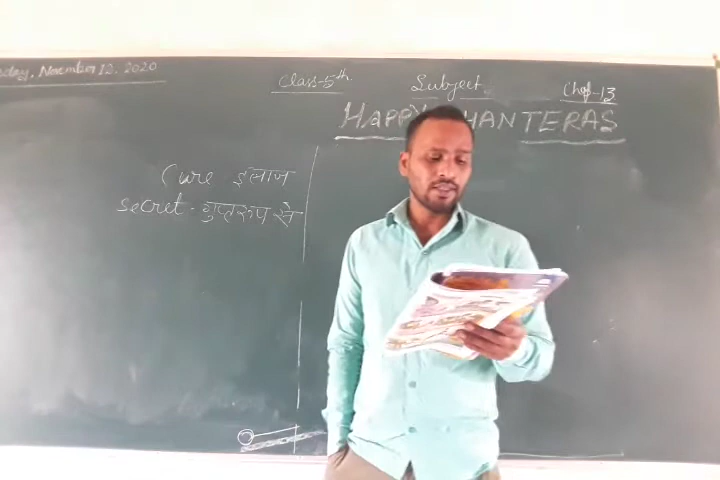 November 12. 2020
Class-5th
Subject
Chap-13
HAPPY DHANTERAS
Cure इलाज
secret - गुप्तरूप से